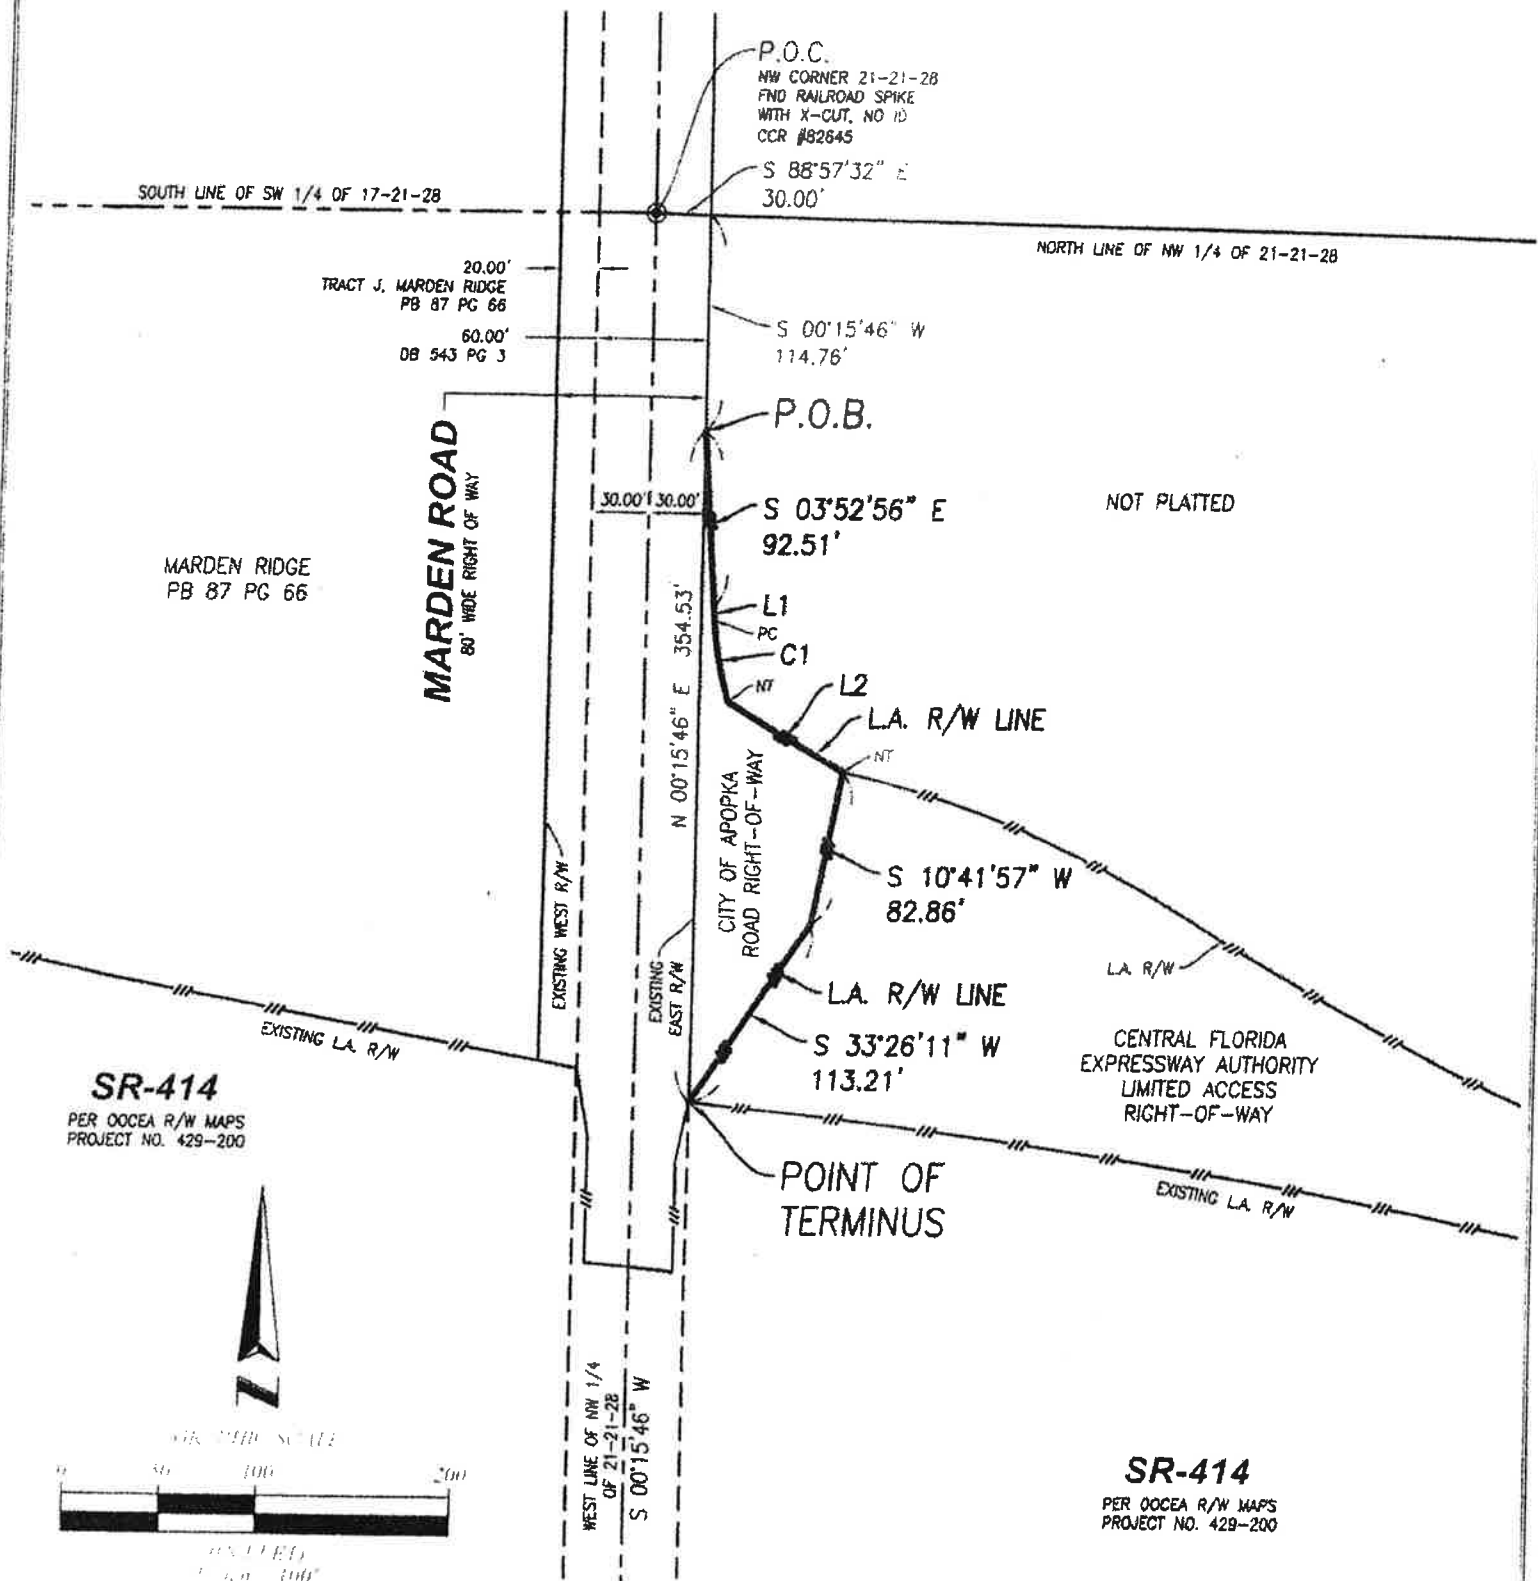 P.O.C.
NW CORNER 21-21-28
FND RAILROAD SPIKE
WITH X-CUT, NO ID
CCR #82645
S 88°57'32" E
30.00'
SOUTH LINE OF SW 1/4 OF 17-21-28
NORTH LINE OF NW 1/4 OF 21-21-28
20.00'
TRACT J, MARDEN RIDGE
PB 87 PG 66
60.00'
DB 543 PG 3
S 00°15'46" W
114.76'
P.O.B.
MARDEN ROAD
80' WIDE RIGHT OF WAY
30.00' 30.00'
S 03°52'56" E
92.51'
NOT PLATTED
MARDEN RIDGE
PB 87 PG 66
L1
PC
C1
N 00°15'46" E 354.53'
NT
L2
L.A. R/W LINE
NT
CITY OF APOPKA
ROAD RIGHT-OF-WAY
S 10°41'57" W
82.86'
EXISTING WEST R/W
EXISTING
EAST R/W
L.A. R/W
L.A. R/W LINE
EXISTING L.A. R/W
S 33°26'11" W
113.21'
CENTRAL FLORIDA
EXPRESSWAY AUTHORITY
LIMITED ACCESS
RIGHT-OF-WAY
SR-414
PER OOCEA R/W MAPS
PROJECT NO. 429-200
POINT OF
TERMINUS
EXISTING L.A. R/W
N
GRAPHIC SCALE
0 50 100 200
WEST LINE OF NW 1/4
OF 21-21-28
S 00°15'46" W
SR-414
PER OOCEA R/W MAPS
PROJECT NO. 429-200